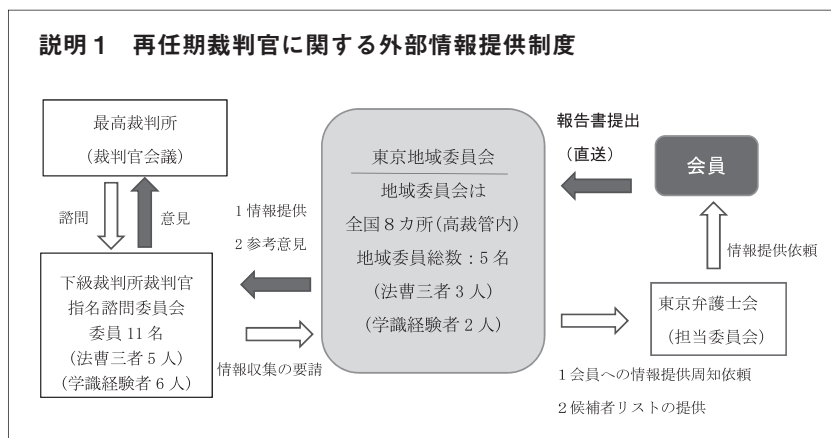 説明1 再任期裁判官に関する外部情報提供制度
最高裁判所
(裁判官会議)
諮問
意見
下級裁判所裁判官
指名諮問委員会
委員11名
(法曹三者5人)
(学識経験者6人)
1情報提供
2参考意見
情報収集の要請
東京地域委員会
地域委員会は
全国8カ所(高裁管内)
地域委員総数:5名
(法曹三者3人)
(学識経験者2人)
報告書提出
(直送)
会員
情報提供依頼
東京弁護士会
(担当委員会)
1会員への情報提供周知依頼
2候補者リストの提供